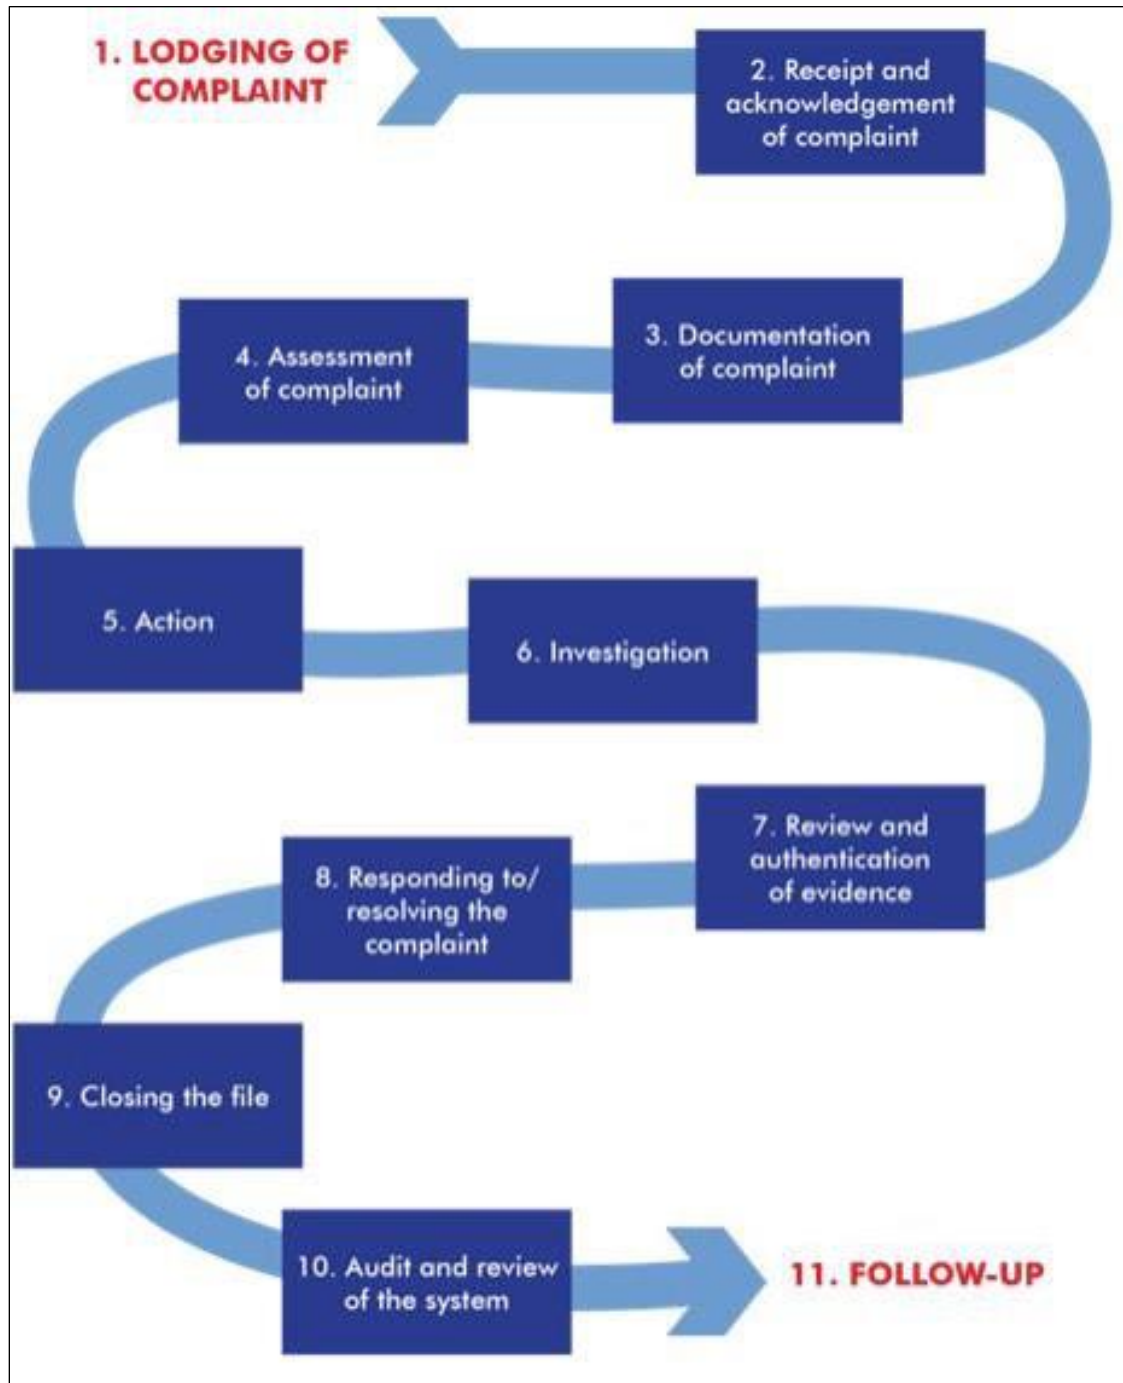 1. LODGING OF
COMPLAINT
2. Receipt and
acknowledgement
of complaint
3. Documentation
of complaint
4. Assessment
of complaint
5. Action
6. Investigation
7. Review and
authentication
of evidence
8. Responding to/
resolving the
complaint
9. Closing the file
10. Audit and review
of the system
11. FOLLOW-UP